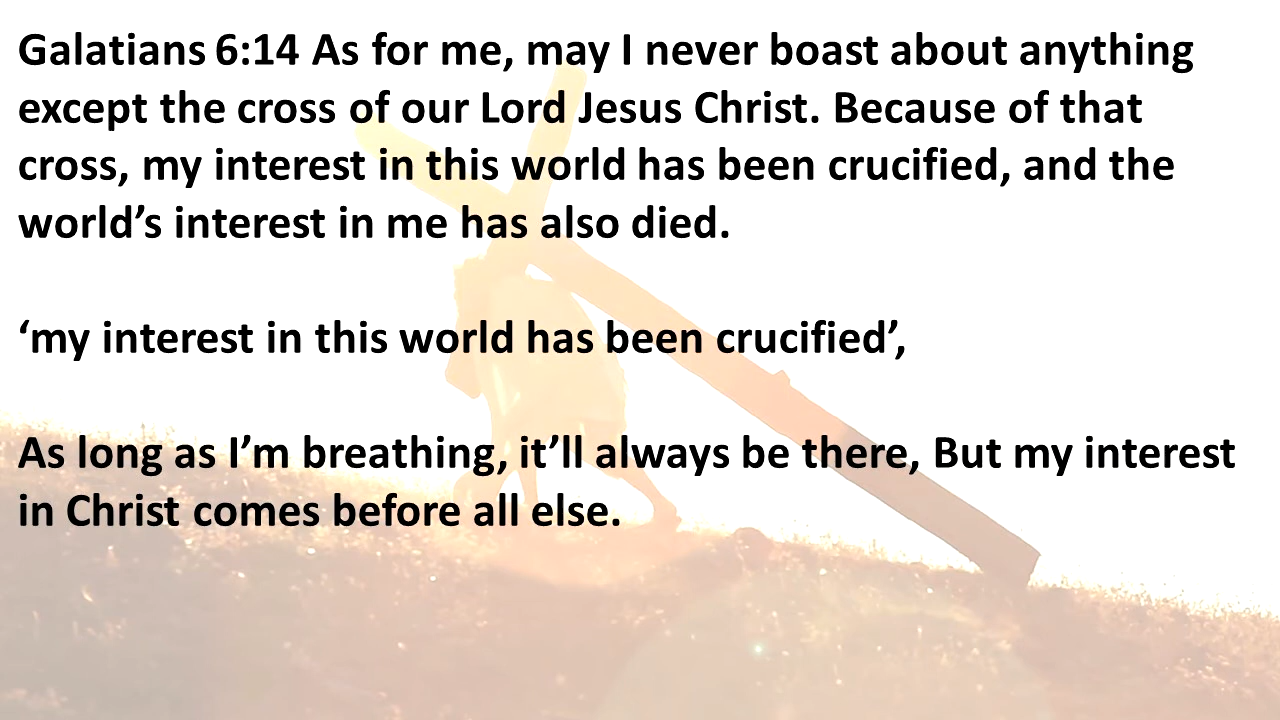 Galatians 6:14 As for me, may I never boast about anything
except the cross of our Lord Jesus Christ. Because of that
cross, my interest in this world has been crucified, and the
world’s interest in me has also died.
‘my interest in this world has been crucified’,
As long as I’m breathing, it’ll always be there, But my interest
in Christ comes before all else.